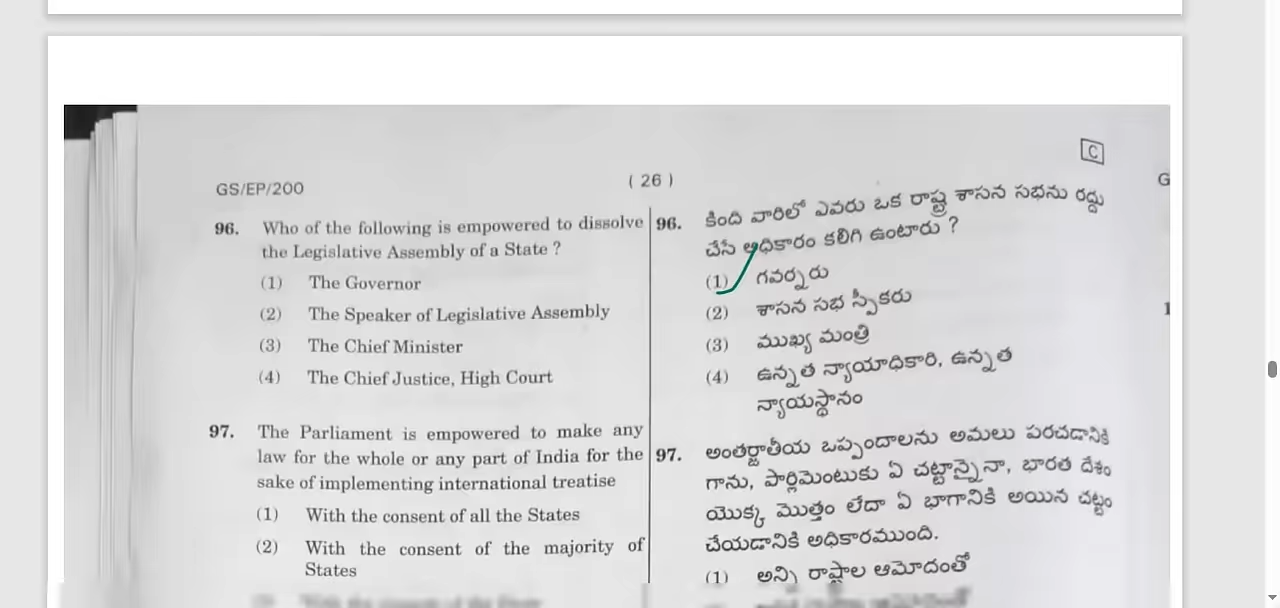 C
GS/EP/200
( 26 )
G
96. Who of the following is empowered to dissolve
the Legislative Assembly of a State ?
(1) The Governor
(2) The Speaker of Legislative Assembly
(3) The Chief Minister
(4) The Chief Justice, High Court
97. The Parliament is empowered to make any
law for the whole or any part of India for the
sake of implementing international treatise
(1) With the consent of all the States
(2) With the consent of the majority of
States
96. కింది వారిలో ఎవరు ఒక రాష్ట్ర శాసన సభను రద్దు
చేసే అధికారం కలిగి ఉంటారు ?
(1) గవర్నరు
(2) శాసన సభ స్పీకరు
(3) ముఖ్య మంత్రి
(4) ఉన్నత న్యాయాధికారి, ఉన్నత
న్యాయస్థానం
97. అంతర్జాతీయ ఒప్పందాలను అమలు పరచడానికి
గాను, పార్లిమెంటుకు ఏ చట్టాన్నైనా, భారత దేశం
యొక్క మొత్తం లేదా ఏ భాగానికి అయిన చట్టం
చేయడానికి అధికారముంది.
(1) అన్ని రాష్ట్రాల ఆమోదంతో